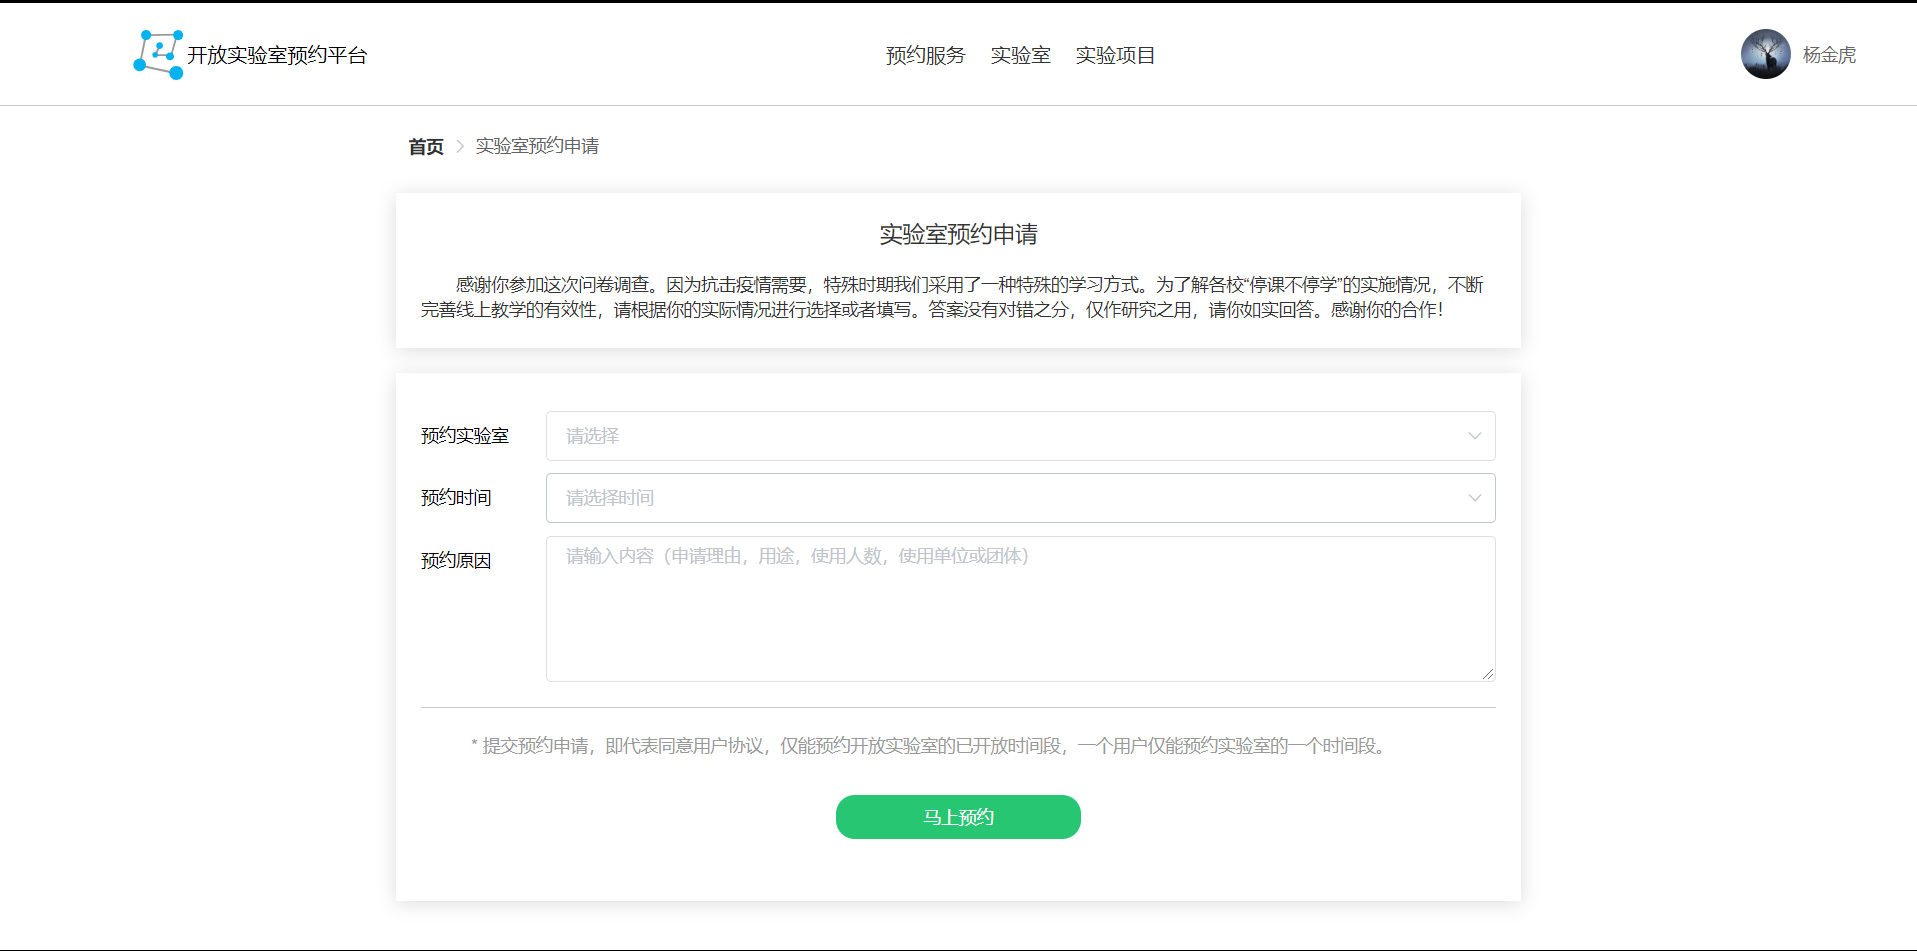 开放实验室预约平台
预约服务 实验室 实验项目
杨金虎
首页 > 实验室预约申请
实验室预约申请
感谢你参加这次问卷调查。因为抗击疫情需要，特殊时期我们采用了一种特殊的学习方式。为了解各校“停课不停学”的实施情况，不断
完善线上教学的有效性，请根据你的实际情况进行选择或者填写。答案没有对错之分，仅作研究之用，请你如实回答。感谢你的合作！
预约实验室 请选择
预约时间 请选择时间
预约原因 请输入内容（申请理由，用途，使用人数，使用单位或团体）
* 提交预约申请，即代表同意用户协议，仅能预约开放实验室的已开放时间段，一个用户仅能预约实验室的一个时间段。
马上预约